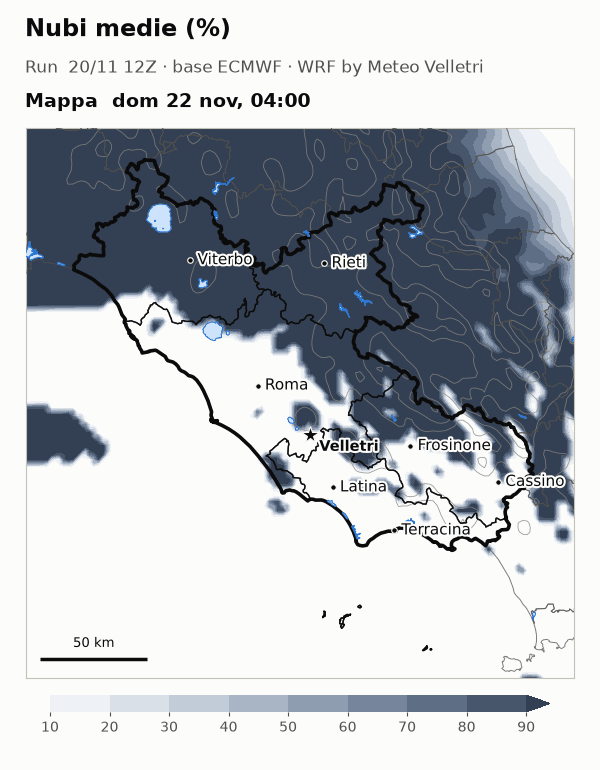 Nubi medie (%)
Run 20/11 12Z · base ECMWF · WRF by Meteo Velletri
Mappa dom 22 nov, 04:00
Viterbo
Rieti
Roma
Velletri
Frosinone
Latina
Cassino
Terracina
50 km
10 20 30 40 50 60 70 80 90